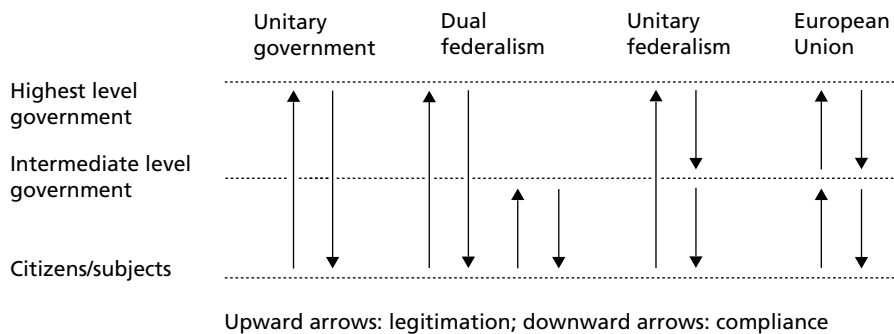 Unitary
government
Dual
federalism
Unitary
federalism
European
Union
Highest level
government
Intermediate level
government
Citizens/subjects
Upward arrows: legitimation; downward arrows: compliance